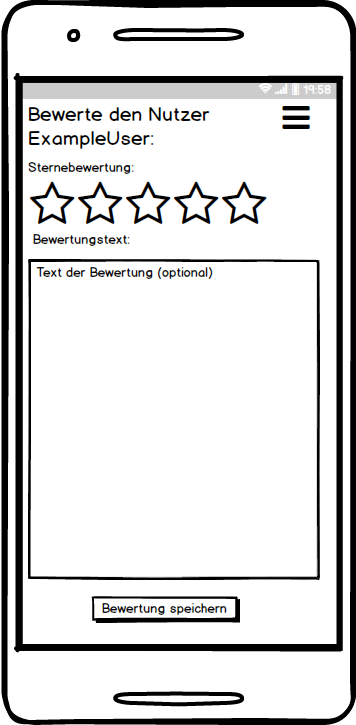 19:58
Bewerte den Nutzer
ExampleUser:
Sternebewertung:
Bewertungstext:
Text der Bewertung (optional)
Bewertung speichern